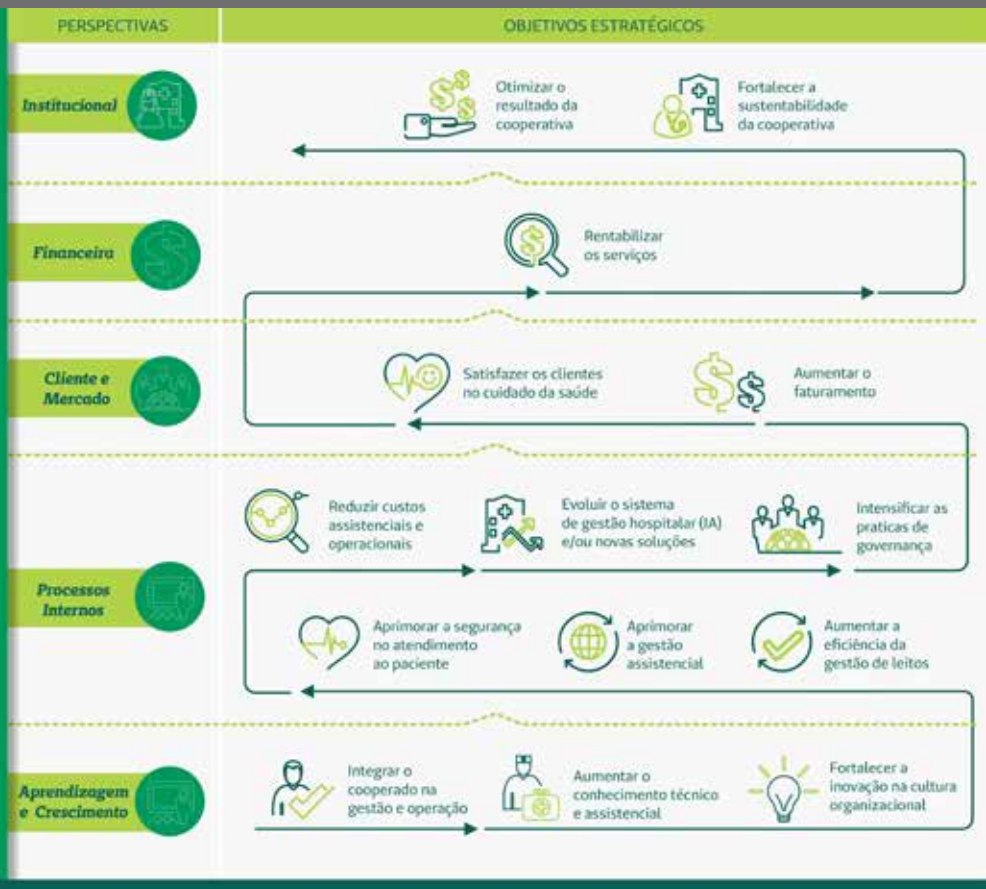 PERSPECTIVAS
OBJETIVOS ESTRATÉGICOS
Institucional
Otimizar o
resultado da
cooperativa
Fortalecer a
sustentabilidade
da cooperativa
Financeira
Rentabilizar
os serviços
Cliente e
Mercado
Satisfazer os clientes
no cuidado da saúde
Aumentar o
faturamento
Processos
Internos
Reduzir custos
assistenciais e
operacionais
Evoluir o sistema
de gestão hospitalar (IA)
e/ou novas soluções
Intensificar as
praticas de
governança
Aprimorar a segurança
no atendimento
ao paciente
Aprimorar
a gestão
assistencial
Aumentar a
eficiência da
gestão de leitos
Aprendizagem
e Crescimento
Integrar o
cooperado na
gestão e operação
Aumentar o
conhecimento técnico
e assistencial
Fortalecer a
inovação na cultura
organizacional